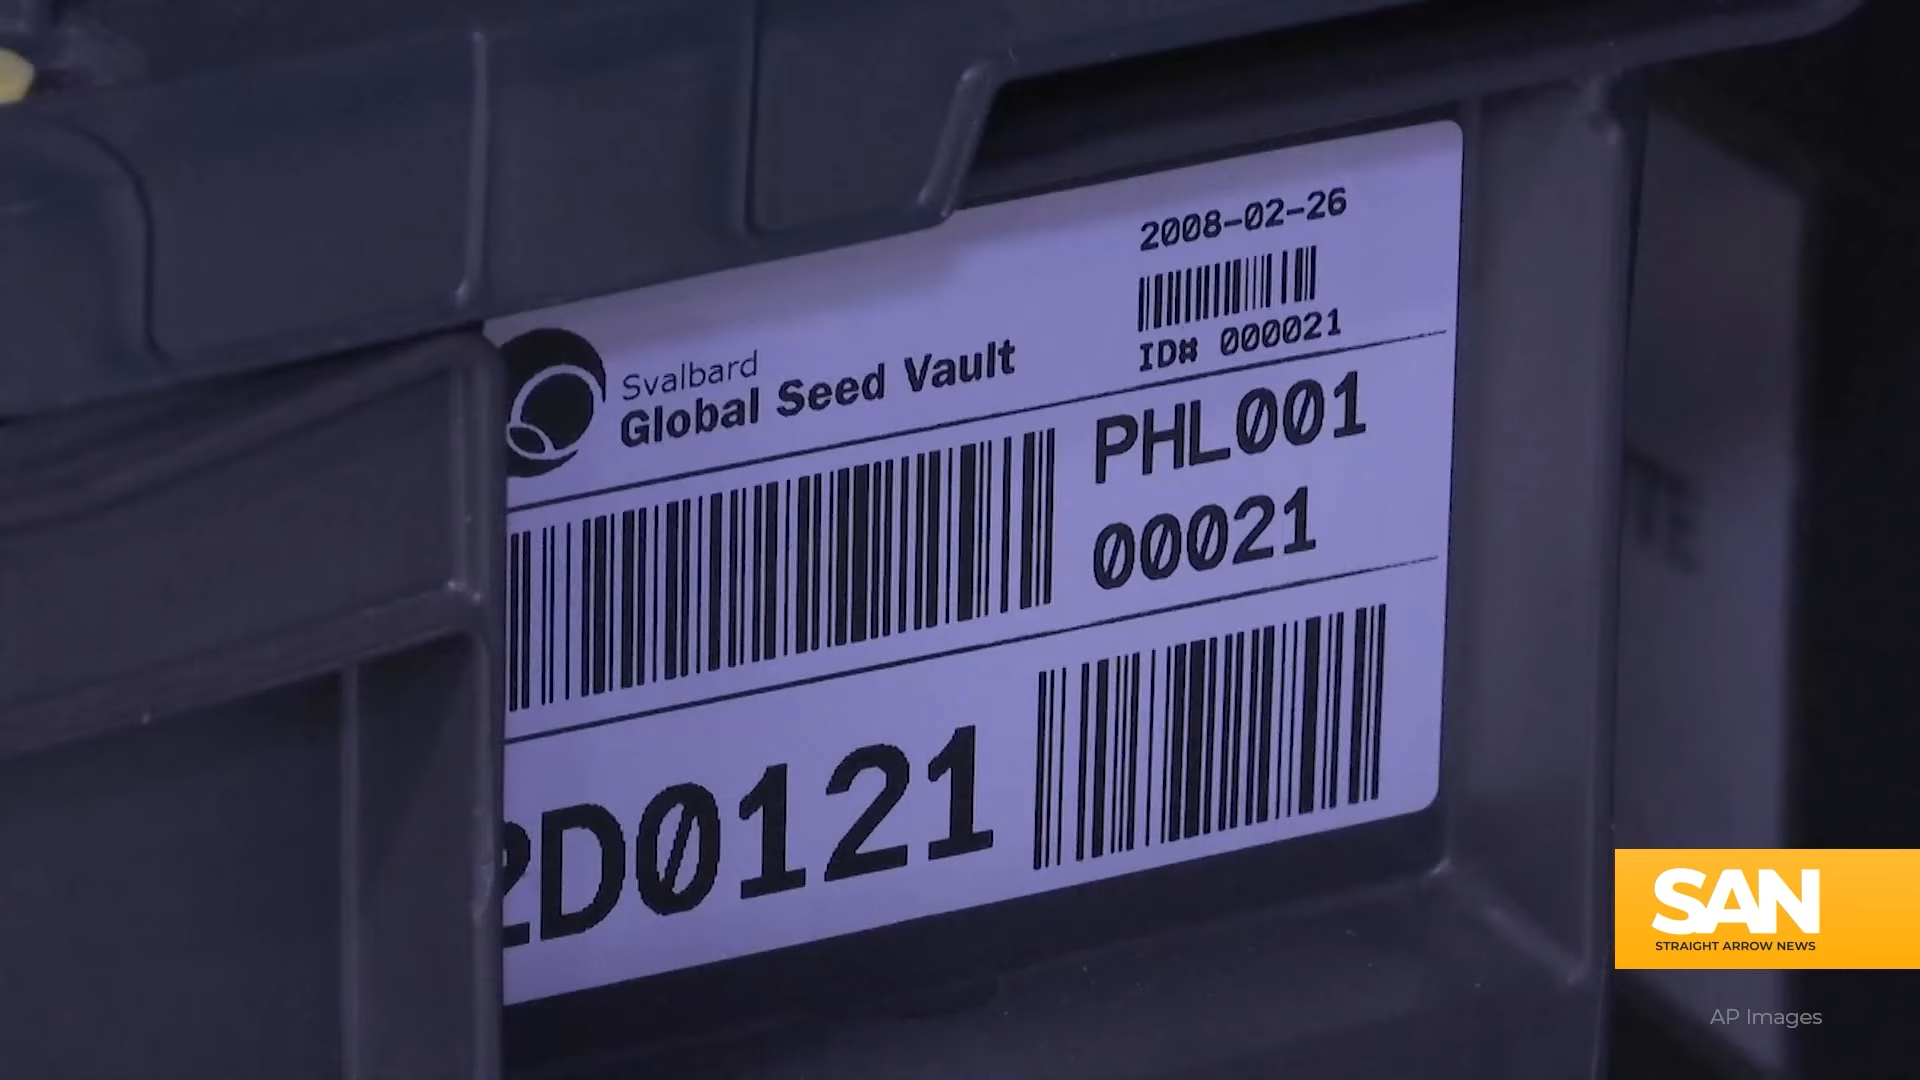 2008-02-26
ID# 000021
Svalbard
Global Seed Vault
PHL001
00021
2D0121
SAN
STRAIGHT ARROW NEWS
AP Images